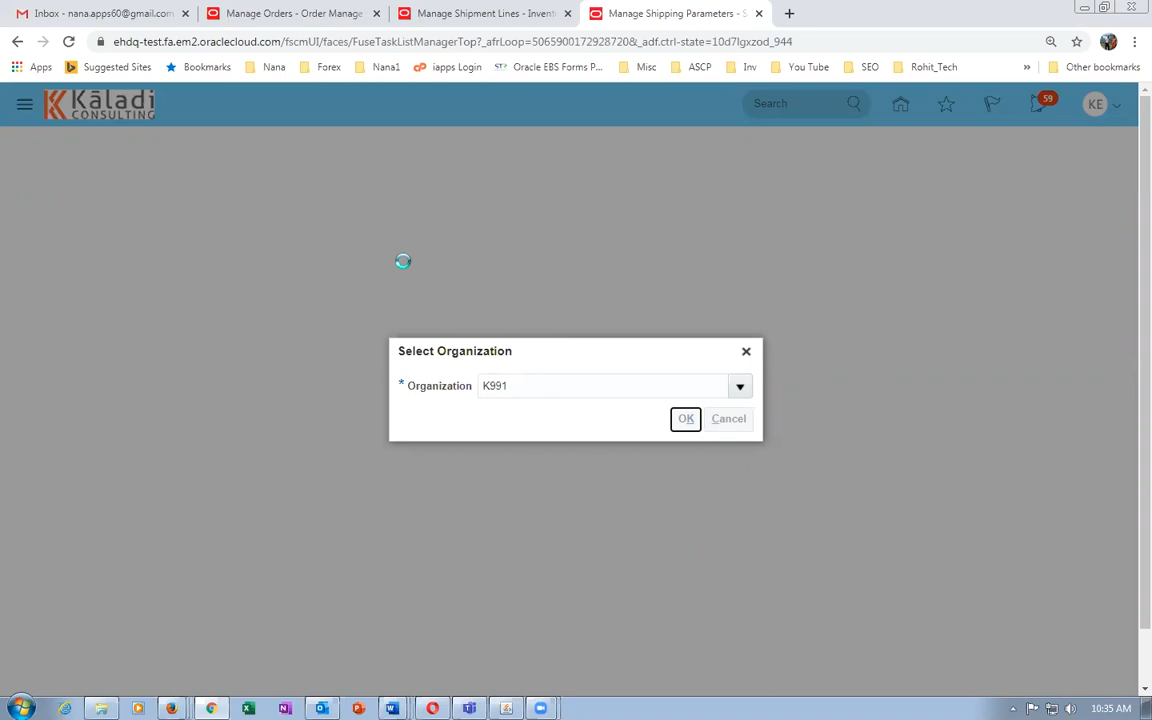 Inbox - nana.apps60@gmail.com
Manage Orders - Order Manage
Manage Shipment Lines - Invent
Manage Shipping Parameters - S
ehdq-test.fa.em2.oraclecloud.com/fscmUI/faces/FuseTaskListManagerTop?_afrLoop=5065900172928720&_adf.ctrl-state=10d7lgxzod_944
Apps
Suggested Sites
Bookmarks
Nana
Forex
Nana1
iapps Login
Oracle EBS Forms P...
Misc
ASCP
Inv
You Tube
SEO
Rohit_Tech
»
Other bookmarks
Kāladi
CONSULTING
Search
59
KE
Select Organization
* Organization
K991
OK
Cancel
10:35 AM